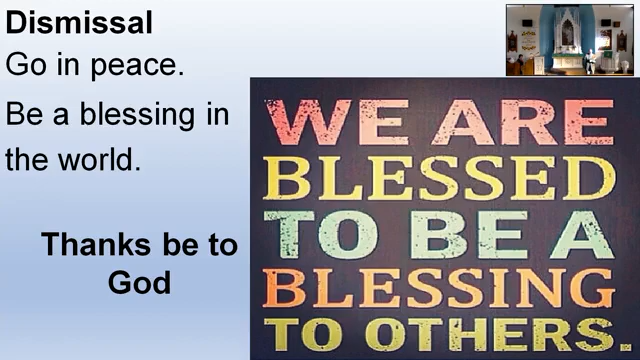 Dismissal
Go in peace.
Be a blessing in
the world.
Thanks be to
God
WE ARE
BLESSED
TO BE A
BLESSING
TO OTHERS.